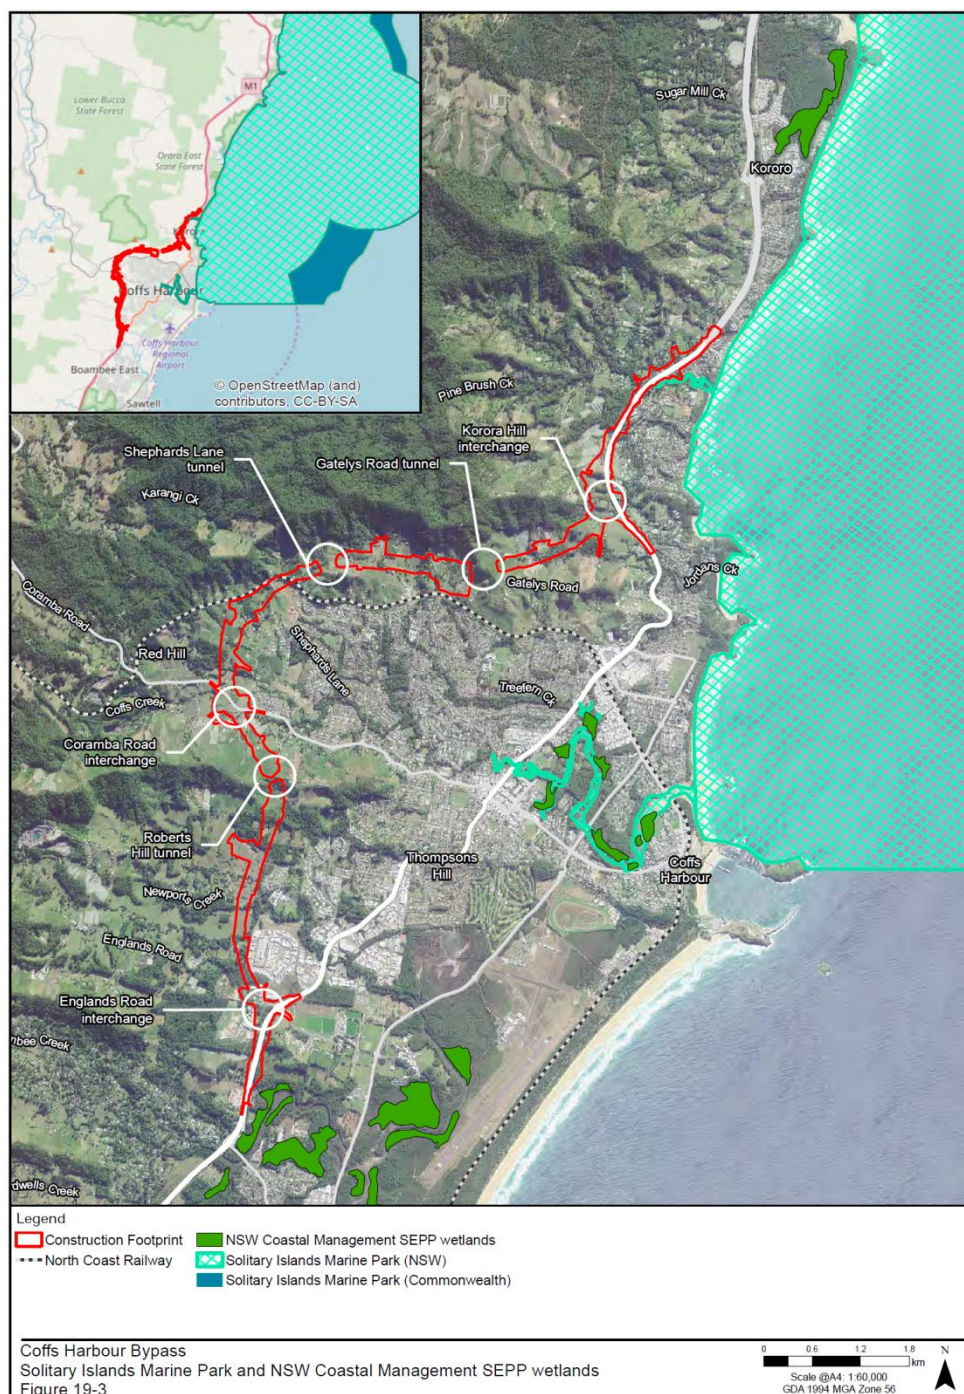 Lower Bucca
State Forest
M1
Orara East
State Forest
Korora
Coffs Harbour
Coffs Harbour
Regional
Airport
Boambee East
Sawtell
© OpenStreetMap (and)
contributors, CC-BY-SA
Sugar Mill Ck
Kororo
Pine Brush Ck
Korora Hill
interchange
Shephards Lane
tunnel
Gatelys Road tunnel
Karangi Ck
Gatelys Road
Jordans Ck
Coramba Road
Red Hill
Shephards Lane
Treefern Ck
Coffs Creek
Coramba Road
interchange
Roberts
Hill tunnel
Thompsons
Hill
Coffs
Harbour
Newports Creek
Englands Road
Englands Road
interchange
nbee Creek
rdwells Creek
Legend
Construction Footprint
North Coast Railway
NSW Coastal Management SEPP wetlands
Solitary Islands Marine Park (NSW)
Solitary Islands Marine Park (Commonwealth)
Coffs Harbour Bypass
Solitary Islands Marine Park and NSW Coastal Management SEPP wetlands
Figure 19-3
0 0.6 1.2 1.8
km
N
Scale @A4: 1:60,000
GDA 1994 MGA Zone 56